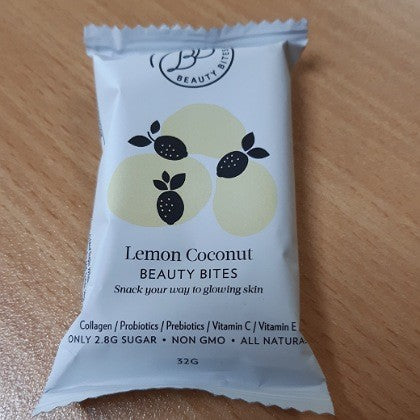 BB
BEAUTY BITES
Lemon Coconut
BEAUTY BITES
Snack your way to glowing skin
Collagen / Probiotics / Prebiotics / Vitamin C / Vitamin E
ONLY 2.8G SUGAR • NON GMO • ALL NATURA
32G